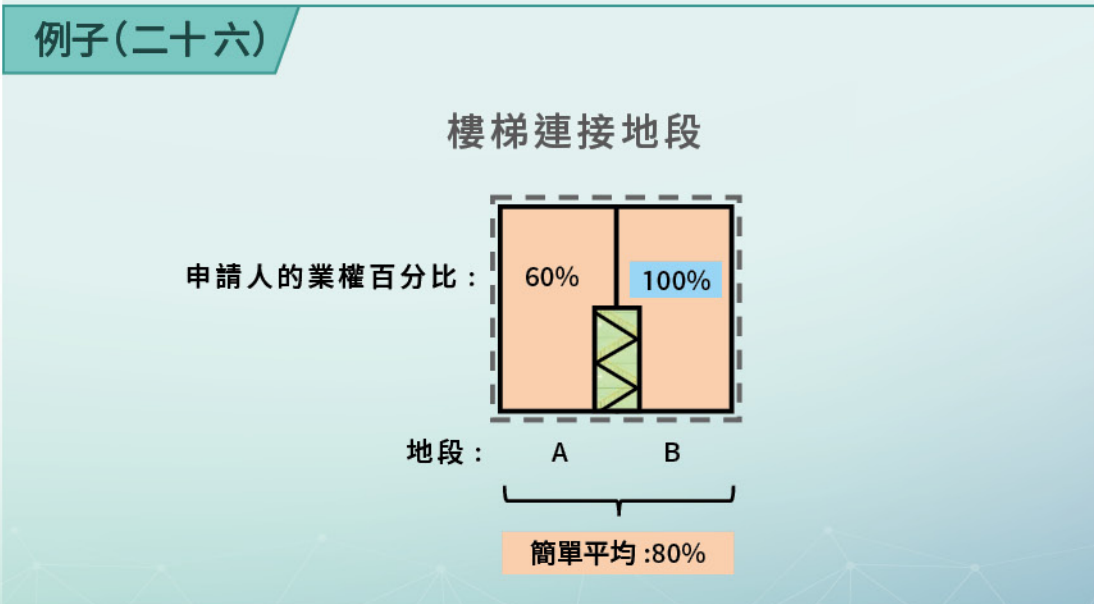 例子(二十六)
樓梯連接地段
申請人的業權百分比：
60%
100%
地段：
A
B
簡單平均:80%